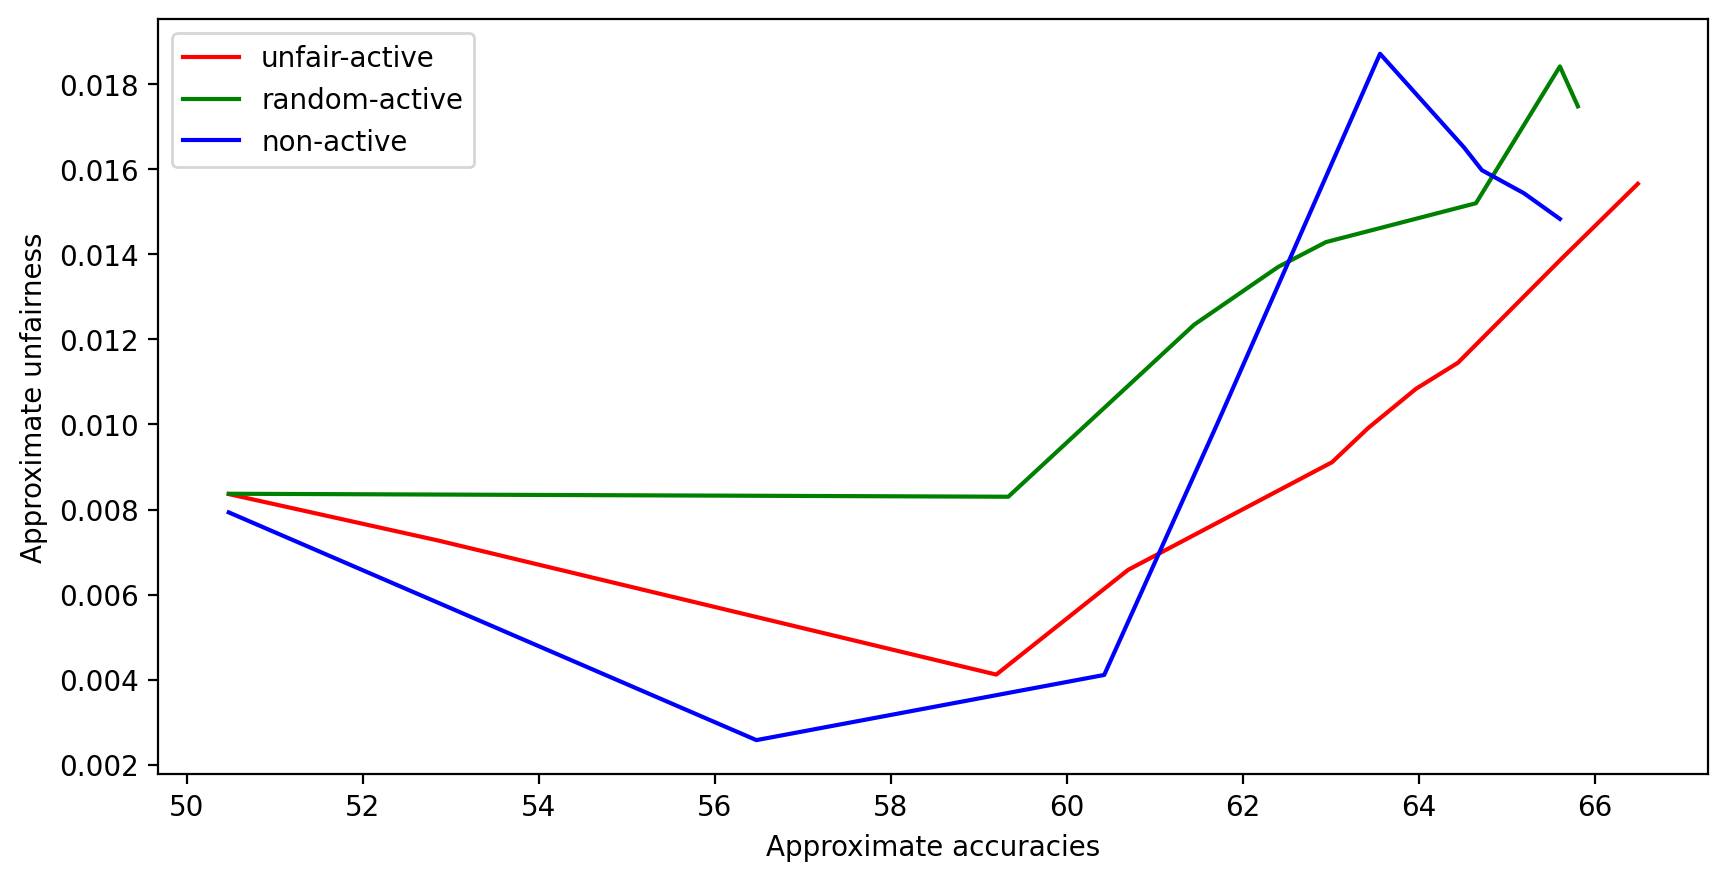 unfair-active
random-active
non-active
0.018
0.016
0.014
0.012
0.010
0.008
0.006
0.004
0.002
Approximate unfairness
50 52 54 56 58 60 62 64 66
Approximate accuracies